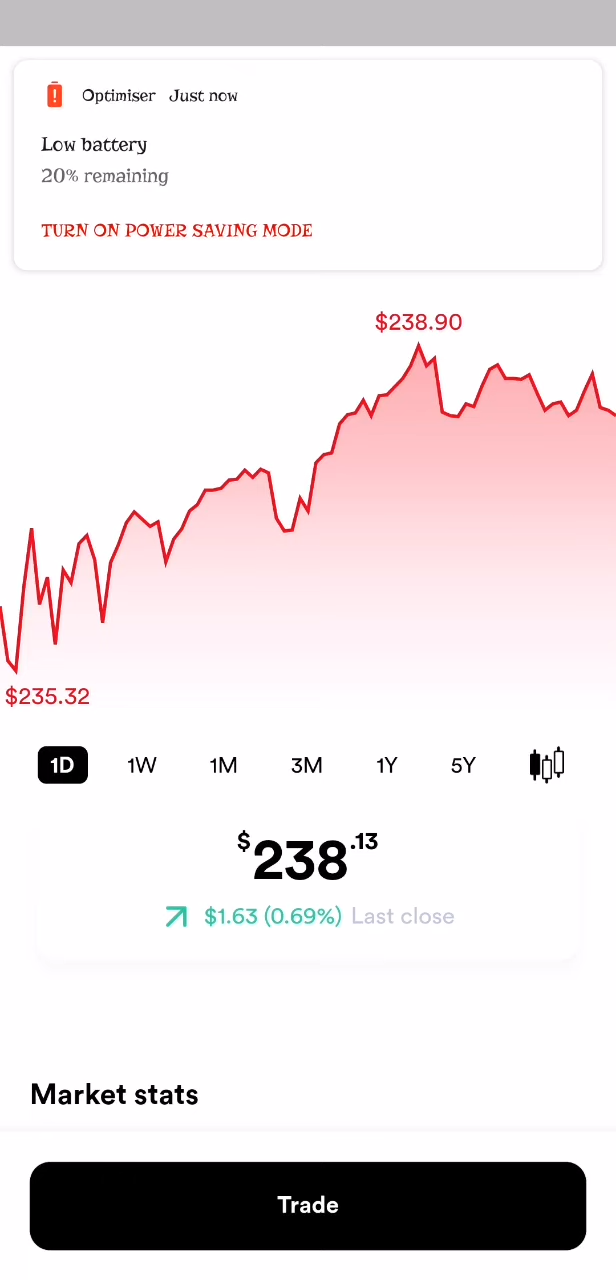 Optimiser Just now
Low battery
20% remaining
TURN ON POWER SAVING MODE
$238.90
$235.32
1D 1W 1M 3M 1Y 5Y
$238.13
$1.63 (0.69%) Last close
Market stats
Trade